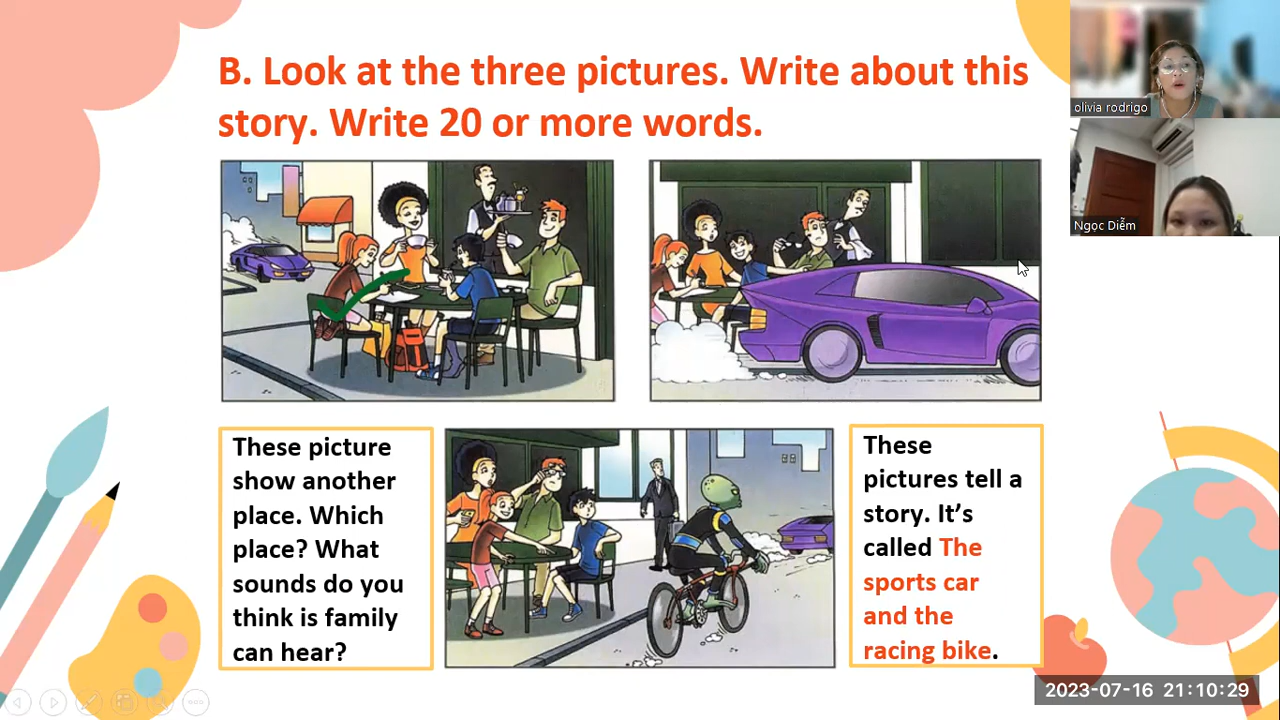 B. Look at the three pictures. Write about this
story. Write 20 or more words.
olivia rodrigo
Ngọc Diễm
These picture
show another
place. Which
place? What
sounds do you
think is family
can hear?
These
pictures tell a
story. It’s
called The
sports car
and the
racing bike.
2023-07-16 21:10:29